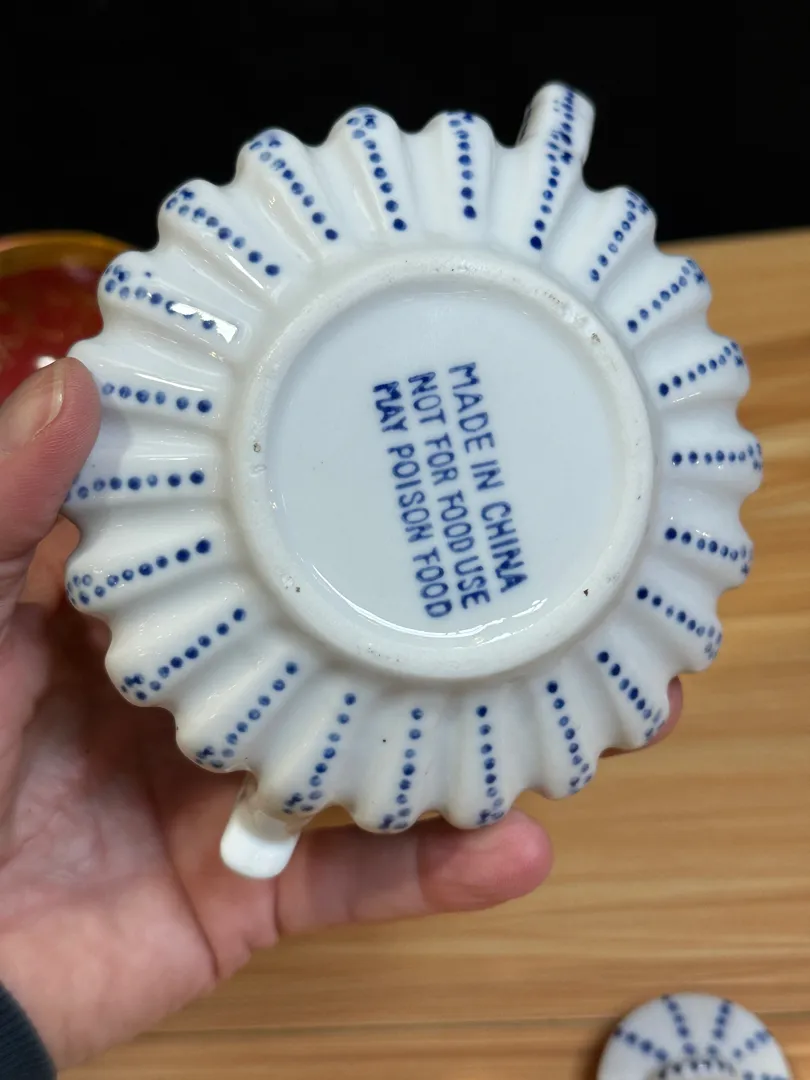 MADE IN CHINA
NOT FOR FOOD USE
MAY POISON FOOD